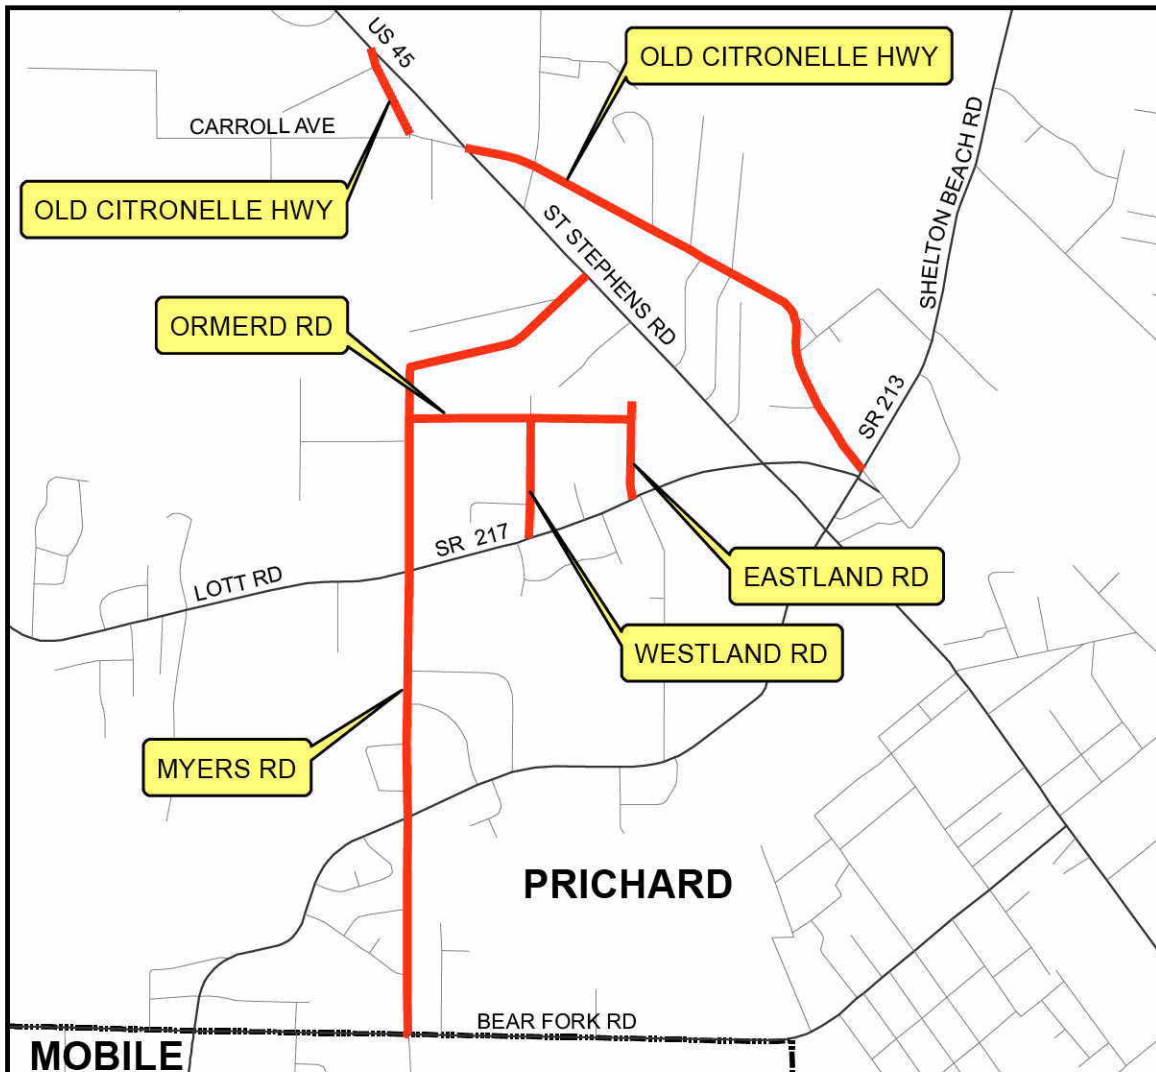 US 45
OLD CITRONELLE HWY
CARROLL AVE
SHELTON BEACH RD
OLD CITRONELLE HWY
ST STEPHENS RD
ORMERD RD
SR 213
SR 217
LOTT RD
EASTLAND RD
WESTLAND RD
MYERS RD
PRICHARD
BEAR FORK RD
MOBILE